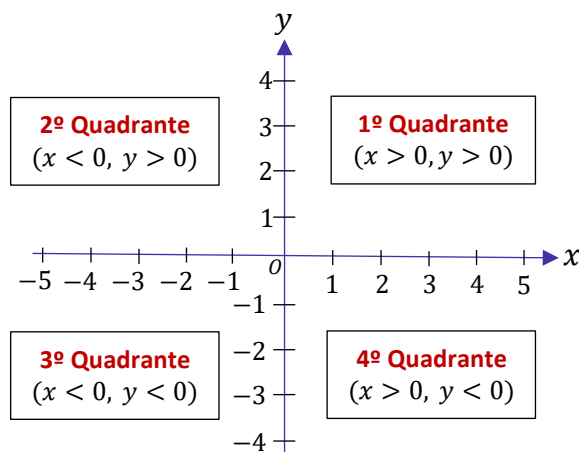 y
4
2º Quadrante
(x < 0, y > 0)
3
1º Quadrante
(x > 0, y > 0)
2
1
−5 −4 −3 −2 −1 0 1 2 3 4 5 x
−1
3º Quadrante
(x < 0, y < 0)
−2
4º Quadrante
(x > 0, y < 0)
−3
−4